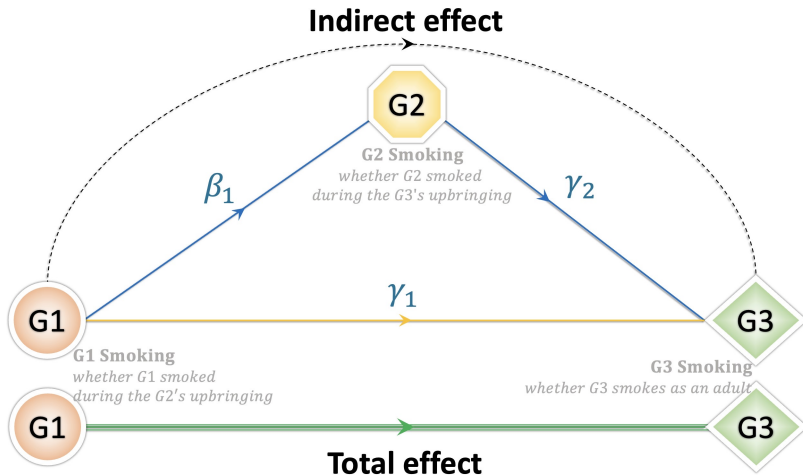 Indirect effect
G2
G2 Smoking
whether G2 smoked
during the G3's upbringing
β₁
γ₂
γ₁
G1
G3
G1 Smoking
whether G1 smoked
during the G2's upbringing
G3 Smoking
whether G3 smokes as an adult
G1
G3
Total effect